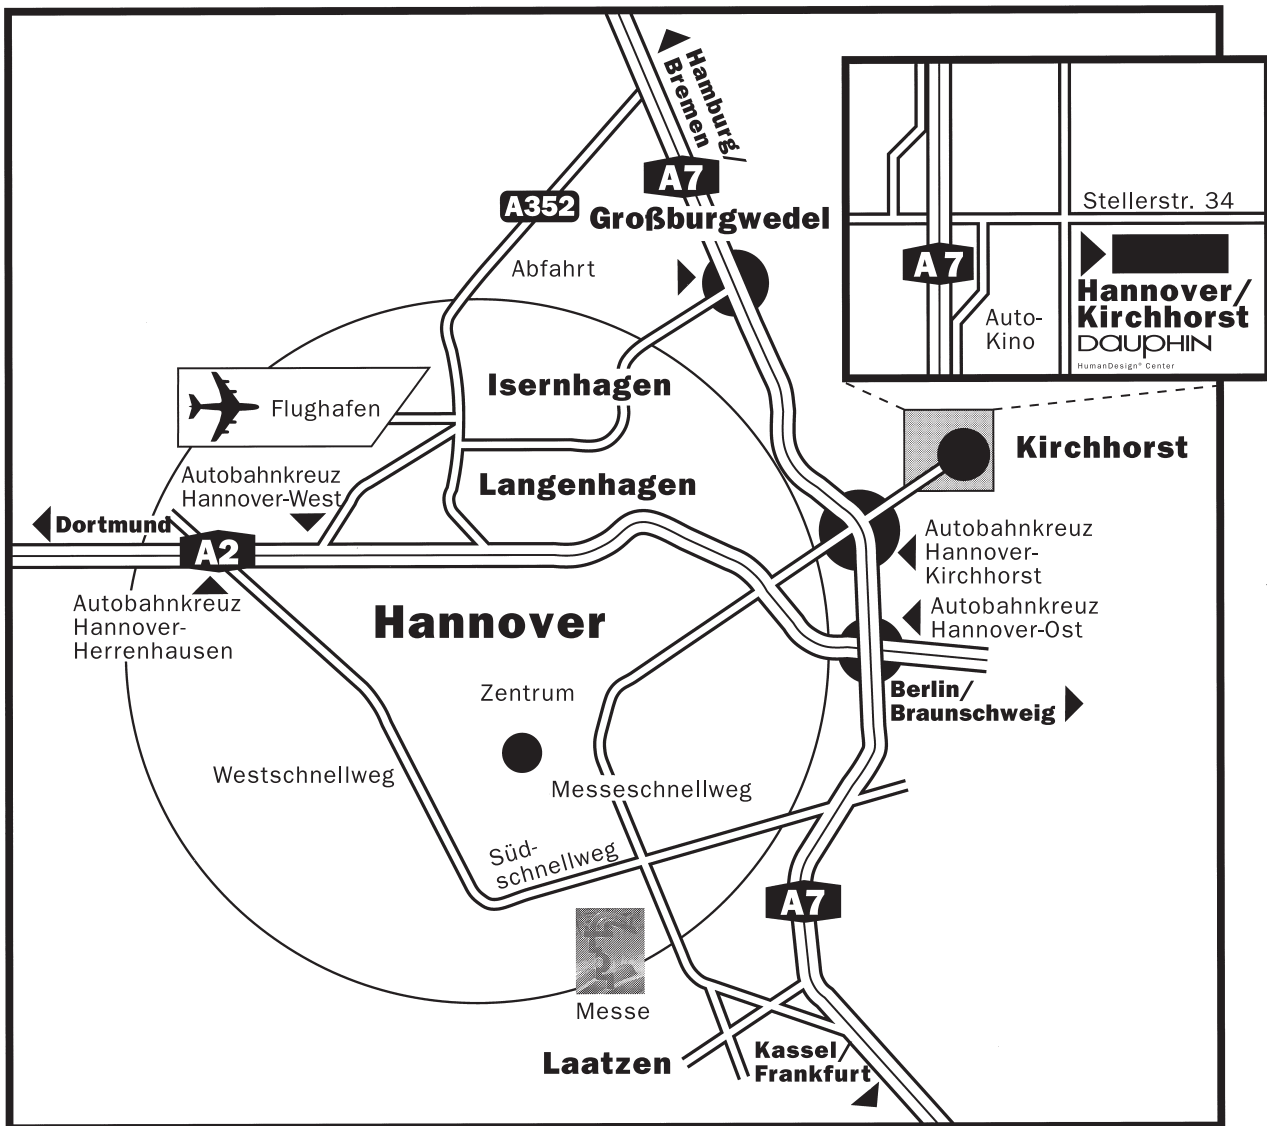 Hamburg/
Bremen
A7
A352
Großburgwedel
Abfahrt
Stellerstr. 34
A7
Hannover/
Kirchhorst
DAUPHIN
HumanDesign® Center
Auto-
Kino
Isernhagen
Flughafen
Kirchhorst
Autobahnkreuz
Hannover-West
Langenhagen
Dortmund
A2
Autobahnkreuz
Hannover-
Kirchhorst
Autobahnkreuz
Hannover-
Herrenhausen
Hannover
Autobahnkreuz
Hannover-Ost
Zentrum
Berlin/
Braunschweig
Westschnellweg
Messeschnellweg
Süd-
schnellweg
A7
Messe
Laatzen
Kassel/
Frankfurt